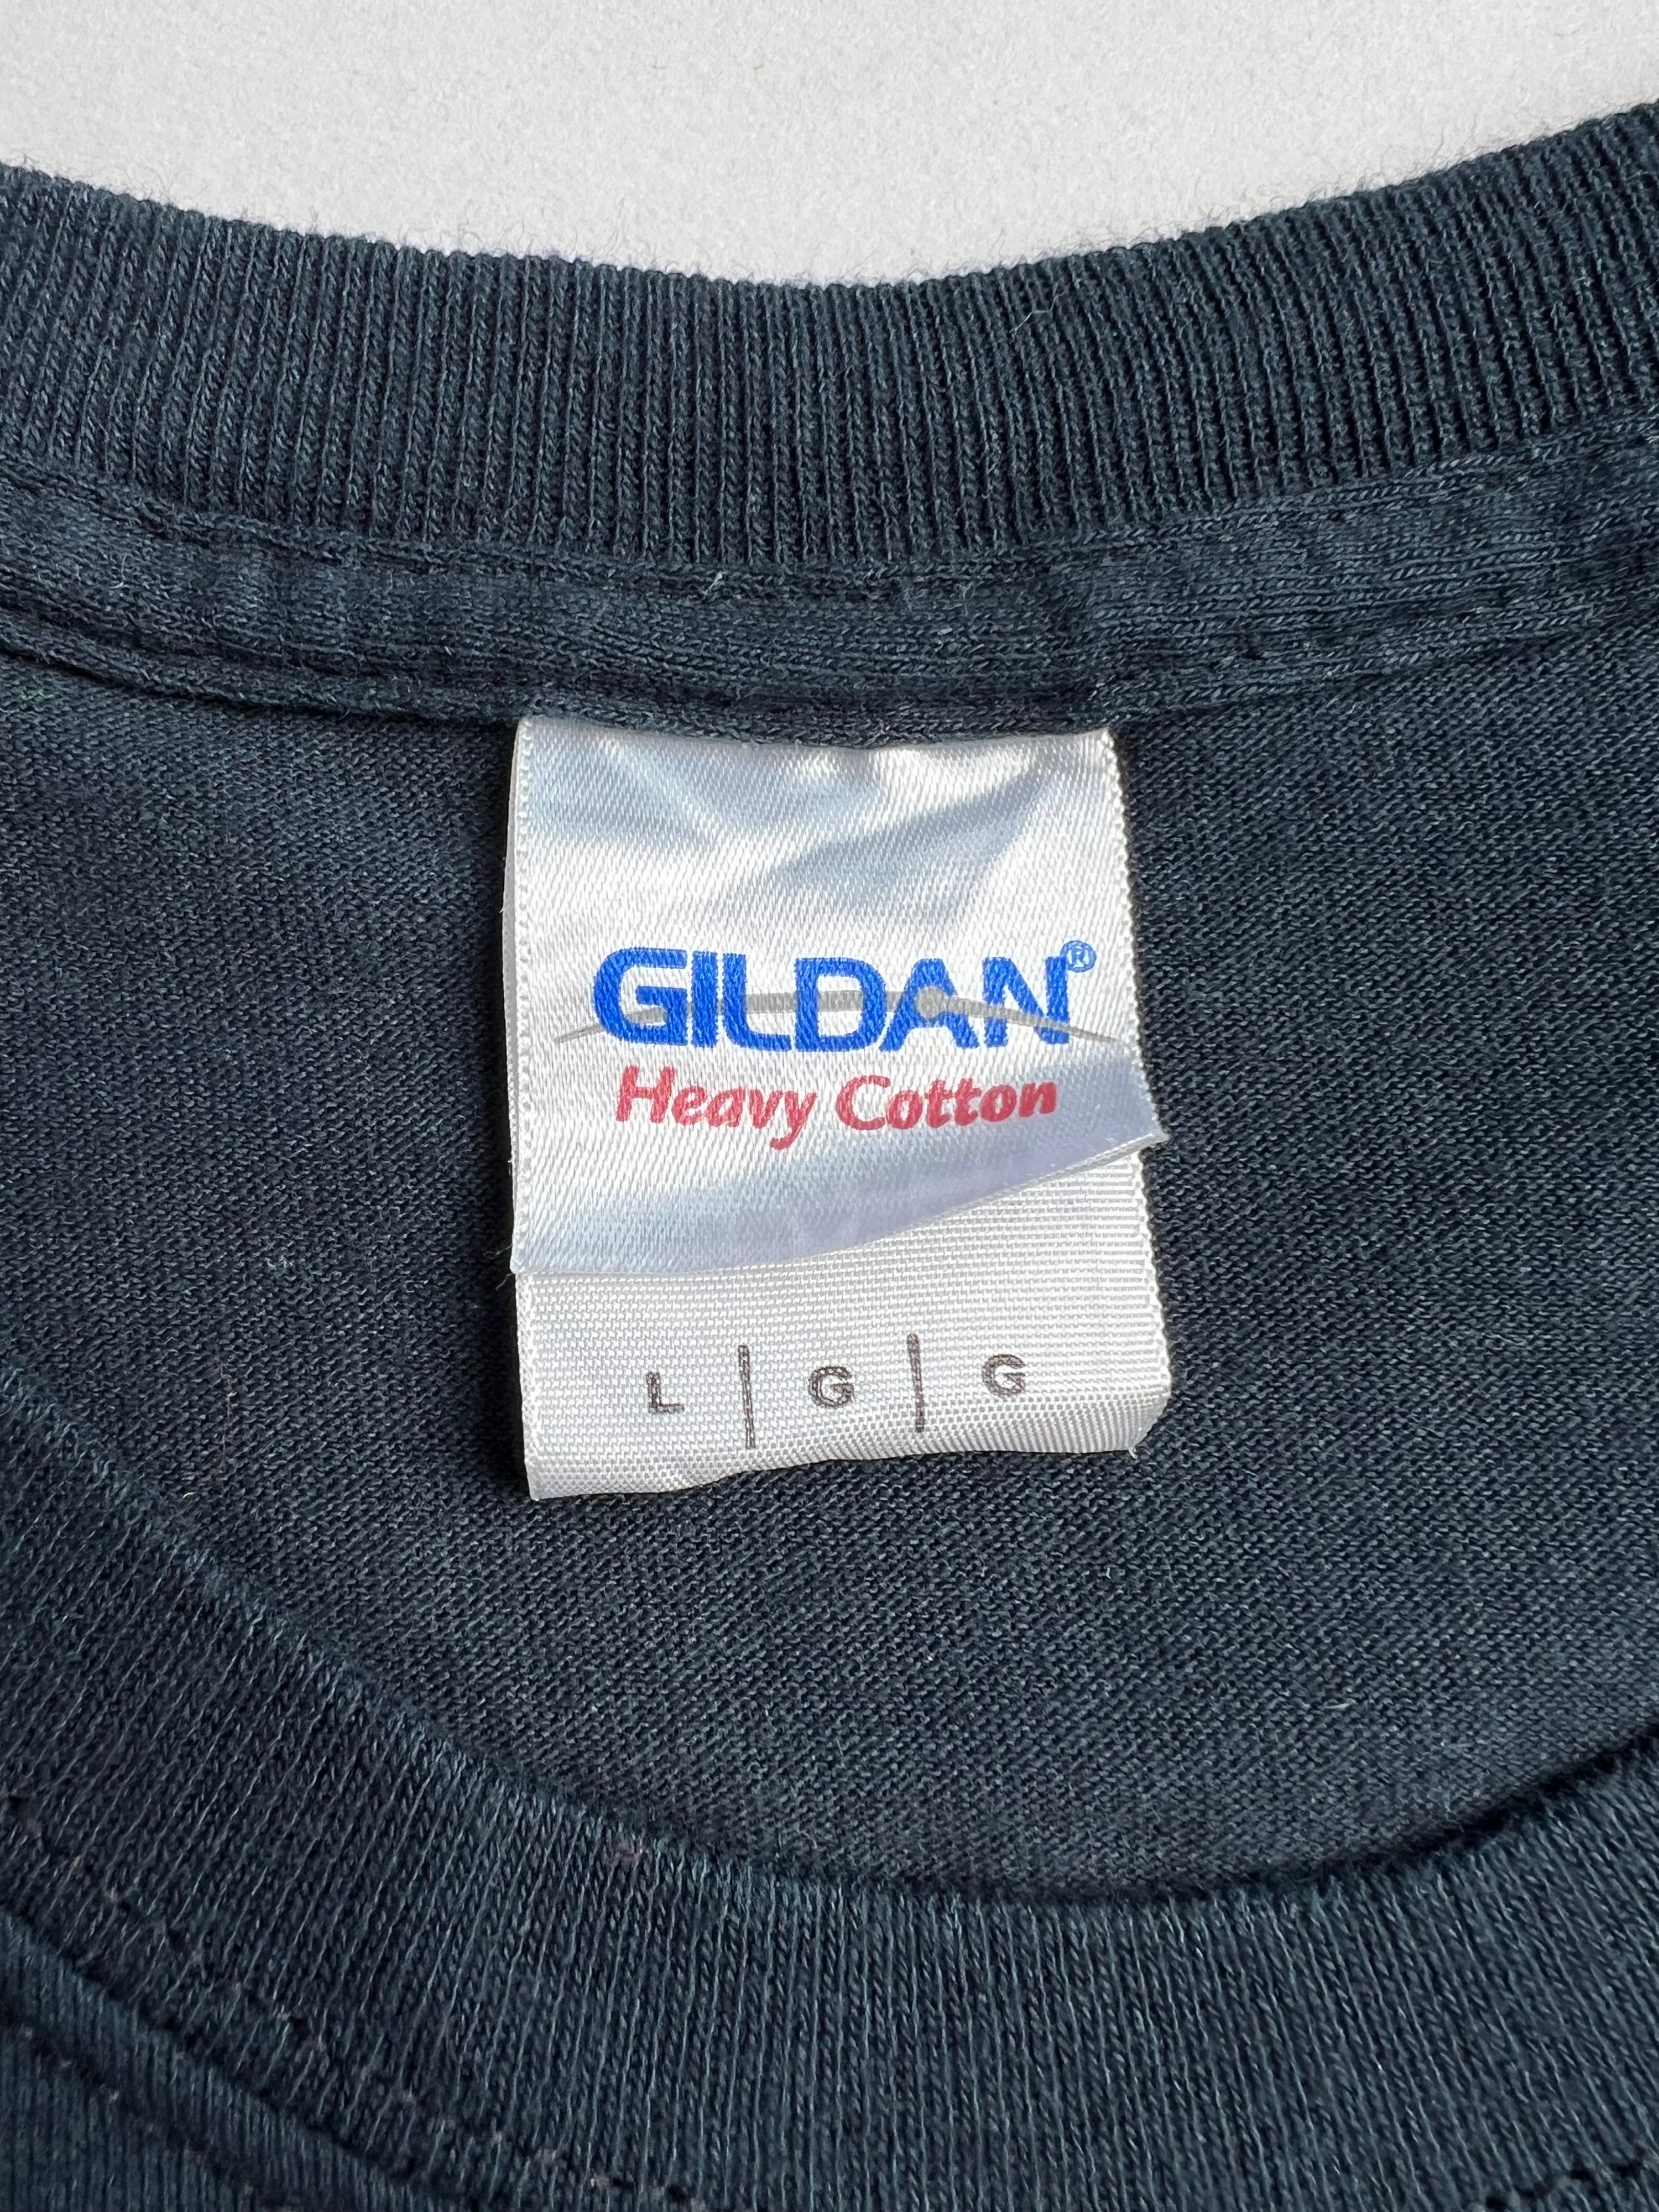 GILDAN®
Heavy Cotton
L | G | G